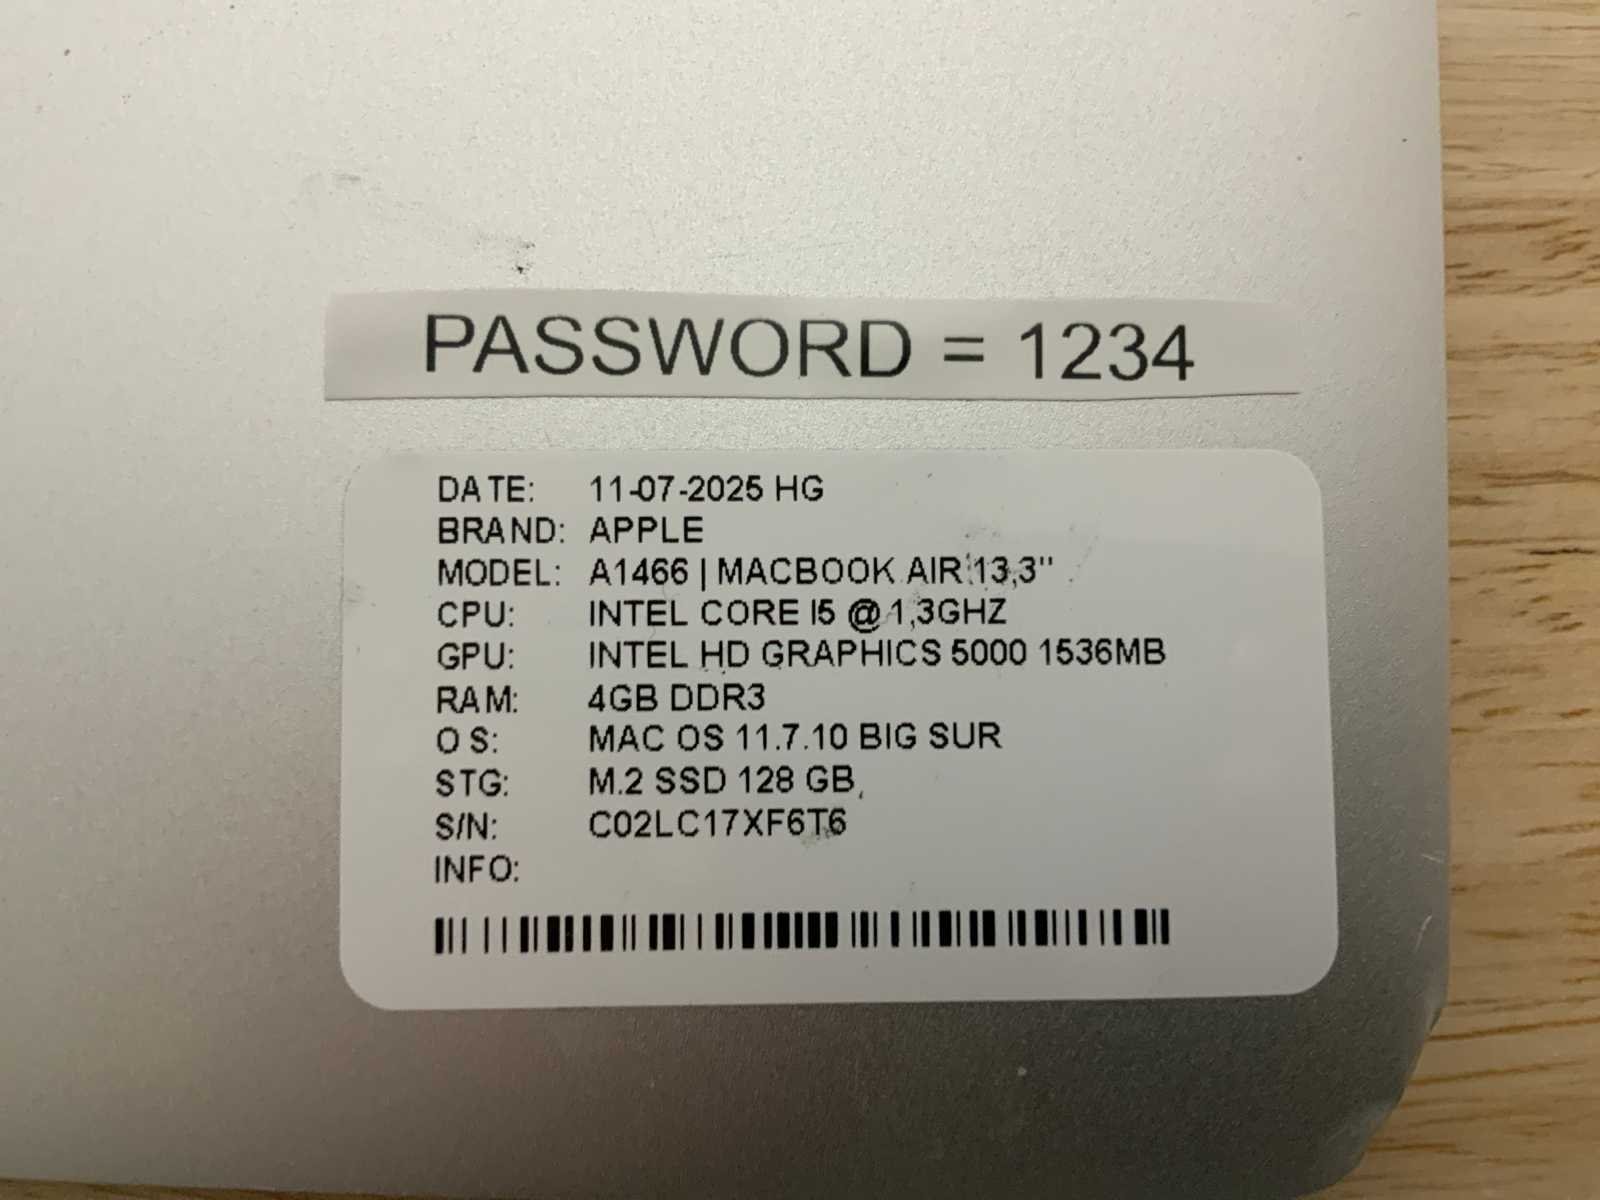 PASSWORD = 1234
DATE: 11-07-2025 HG
BRAND: APPLE
MODEL: A1466 | MACBOOK AIR 13,3"
CPU: INTEL CORE I5 @ 1,3GHZ
GPU: INTEL HD GRAPHICS 5000 1536MB
RAM: 4GB DDR3
OS: MAC OS 11.7.10 BIG SUR
STG: M.2 SSD 128 GB
S/N: C02LC17XF6T6
INFO: